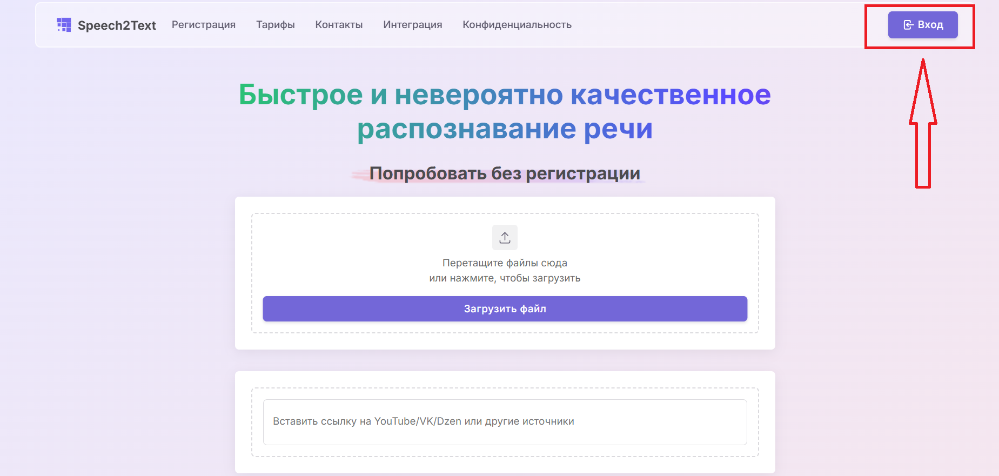 Speech2Text Регистрация Тарифы Контакты Интеграция Конфиденциальность Вход
Быстрое и невероятно качественное
распознавание речи
Попробовать без регистрации
Перетащите файлы сюда
или нажмите, чтобы загрузить
Загрузить файл
Вставить ссылку на YouTube/VK/Dzen или другие источники